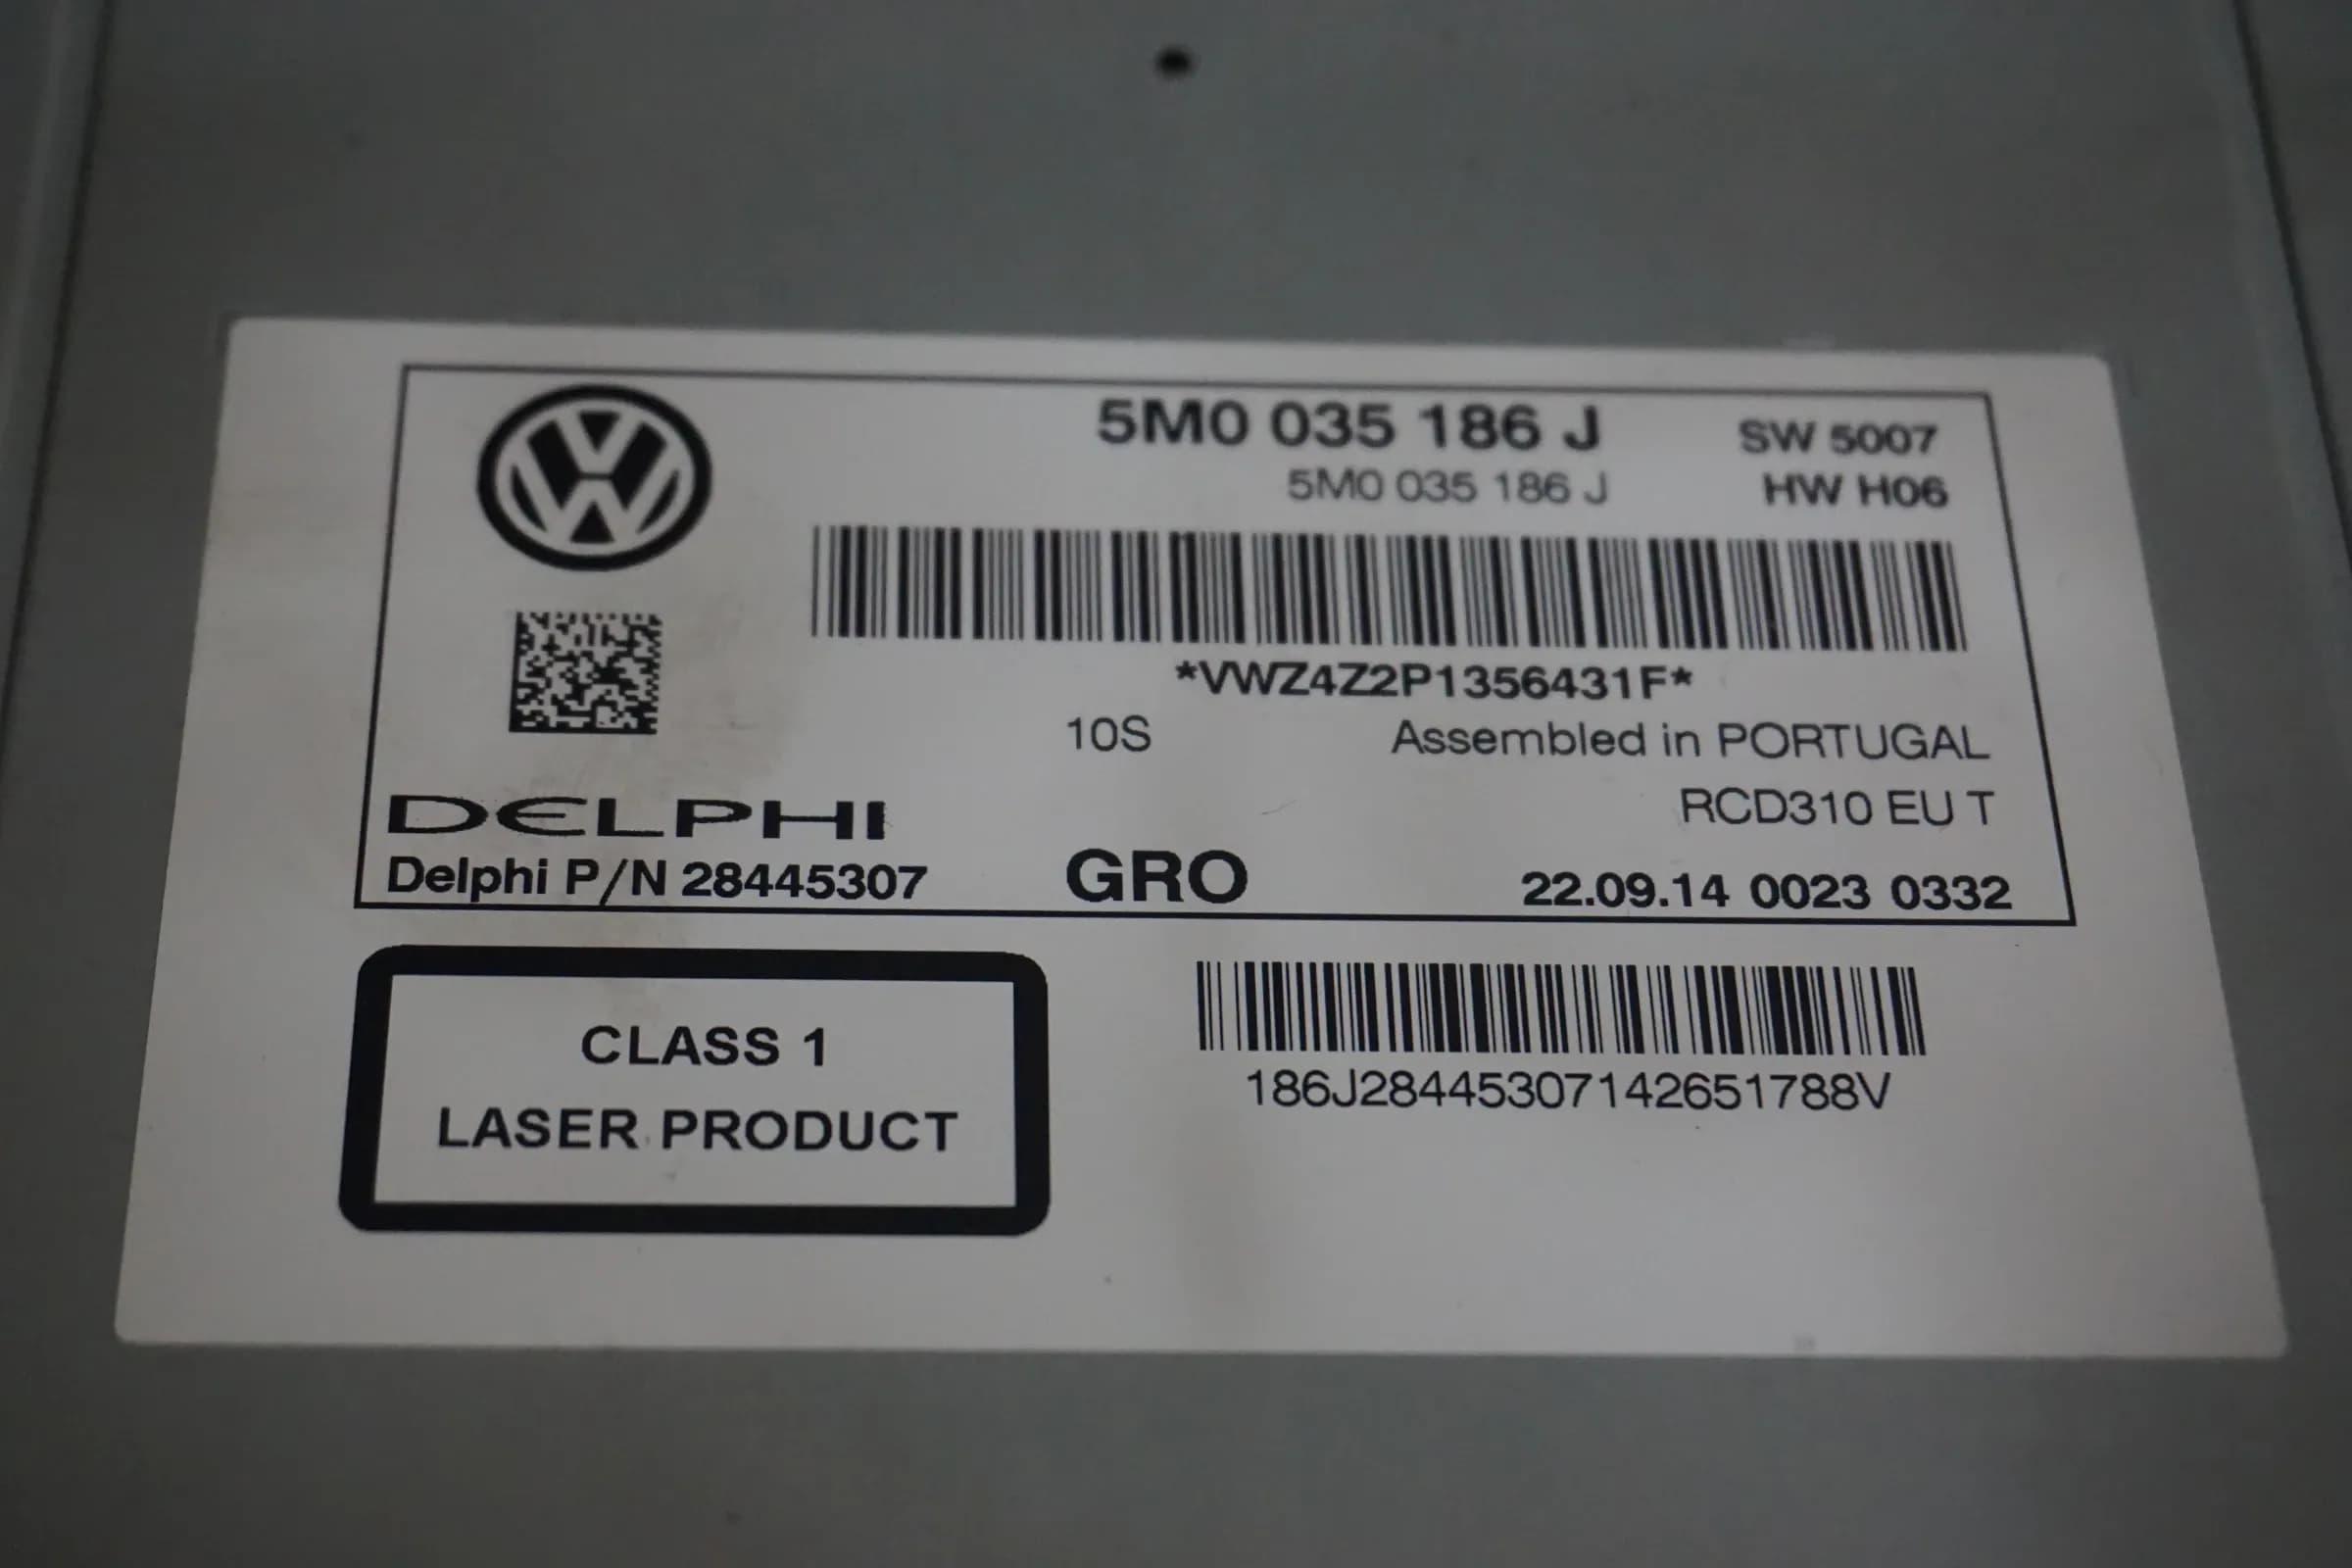 5M0 035 186 J SW 5007
5M0 035 186 J HW H06
*VWZ4Z2P1356431F*
10S Assembled in PORTUGAL
DELPHI RCD310 EU T
Delphi P/N 28445307 GRO 22.09.14 0023 0332
CLASS 1
LASER PRODUCT
186J28445307142651788V